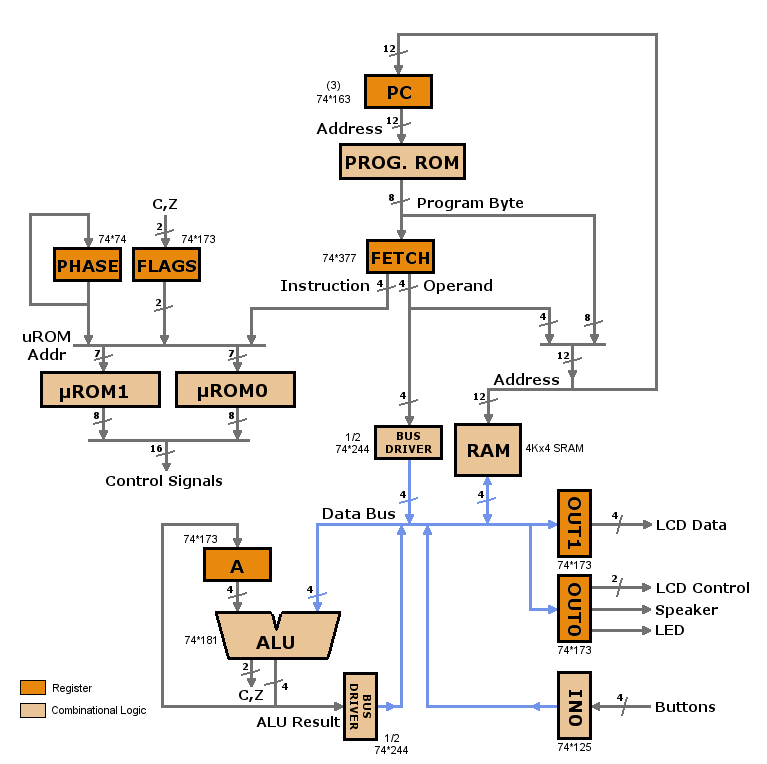 12
(3)
74*163
PC
12
Address
PROG. ROM
8
Program Byte
C,Z
2
74*74
74*173
PHASE
FLAGS
74*377
FETCH
Instruction
4
4
Operand
2
4
8
uROM
Addr
7
7
12
Address
µROM1
µROM0
12
4
8
8
1/2
74*244
BUS
DRIVER
RAM
4Kx4 SRAM
16
Control Signals
4
4
Data Bus
OUT1
4
LCD Data
74*173
74*173
A
4
4
OUT0
2
LCD Control
Speaker
LED
74*173
74*181
ALU
2
4
C,Z
ALU Result
BUS
DRIVER
1/2
74*244
IN0
4
Buttons
74*125
Register
Combinational Logic